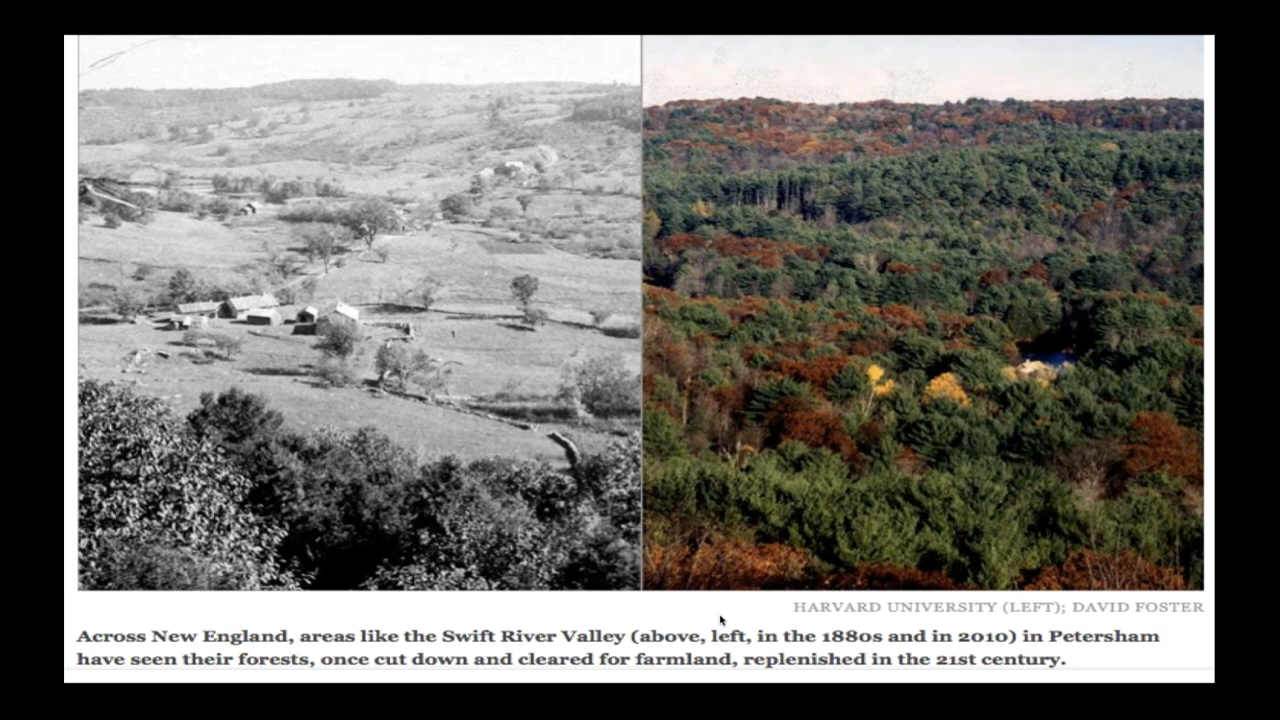 HARVARD UNIVERSITY (LEFT); DAVID FOSTER
Across New England, areas like the Swift River Valley (above, left, in the 1880s and in 2010) in Petersham
have seen their forests, once cut down and cleared for farmland, replenished in the 21st century.